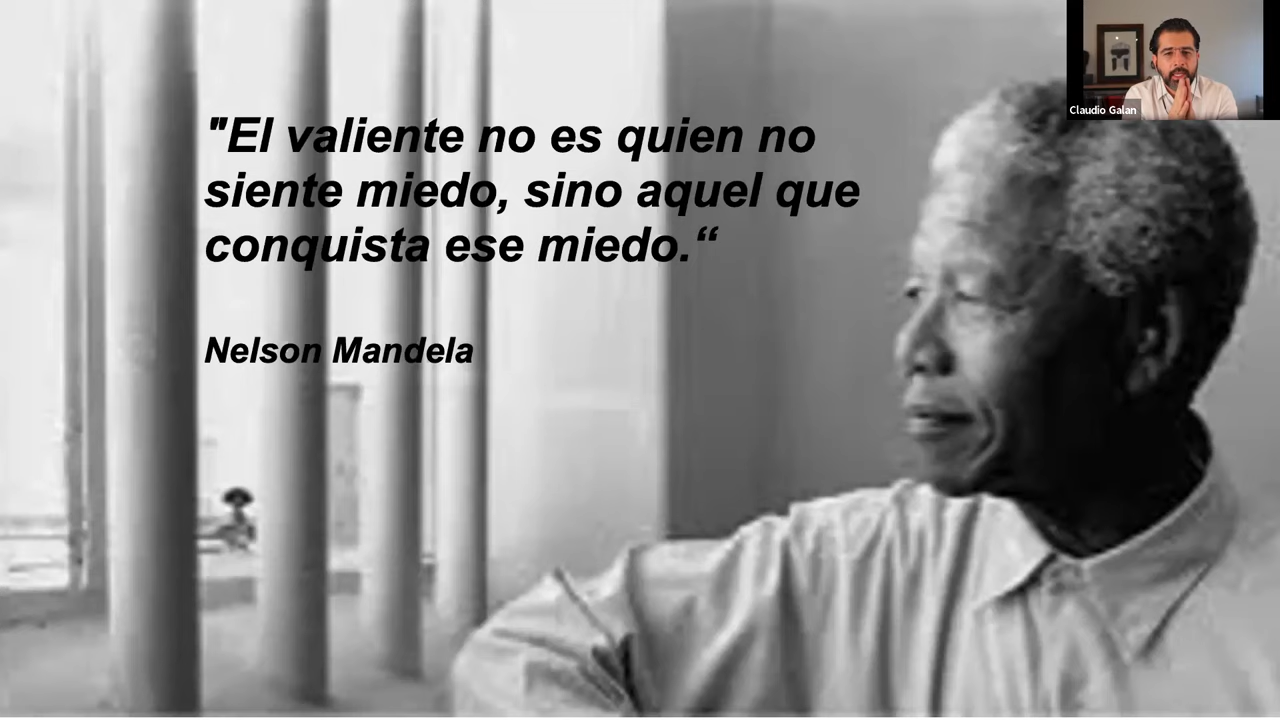 "El valiente no es quien no
siente miedo, sino aquel que
conquista ese miedo.“
Nelson Mandela
Claudio Galan